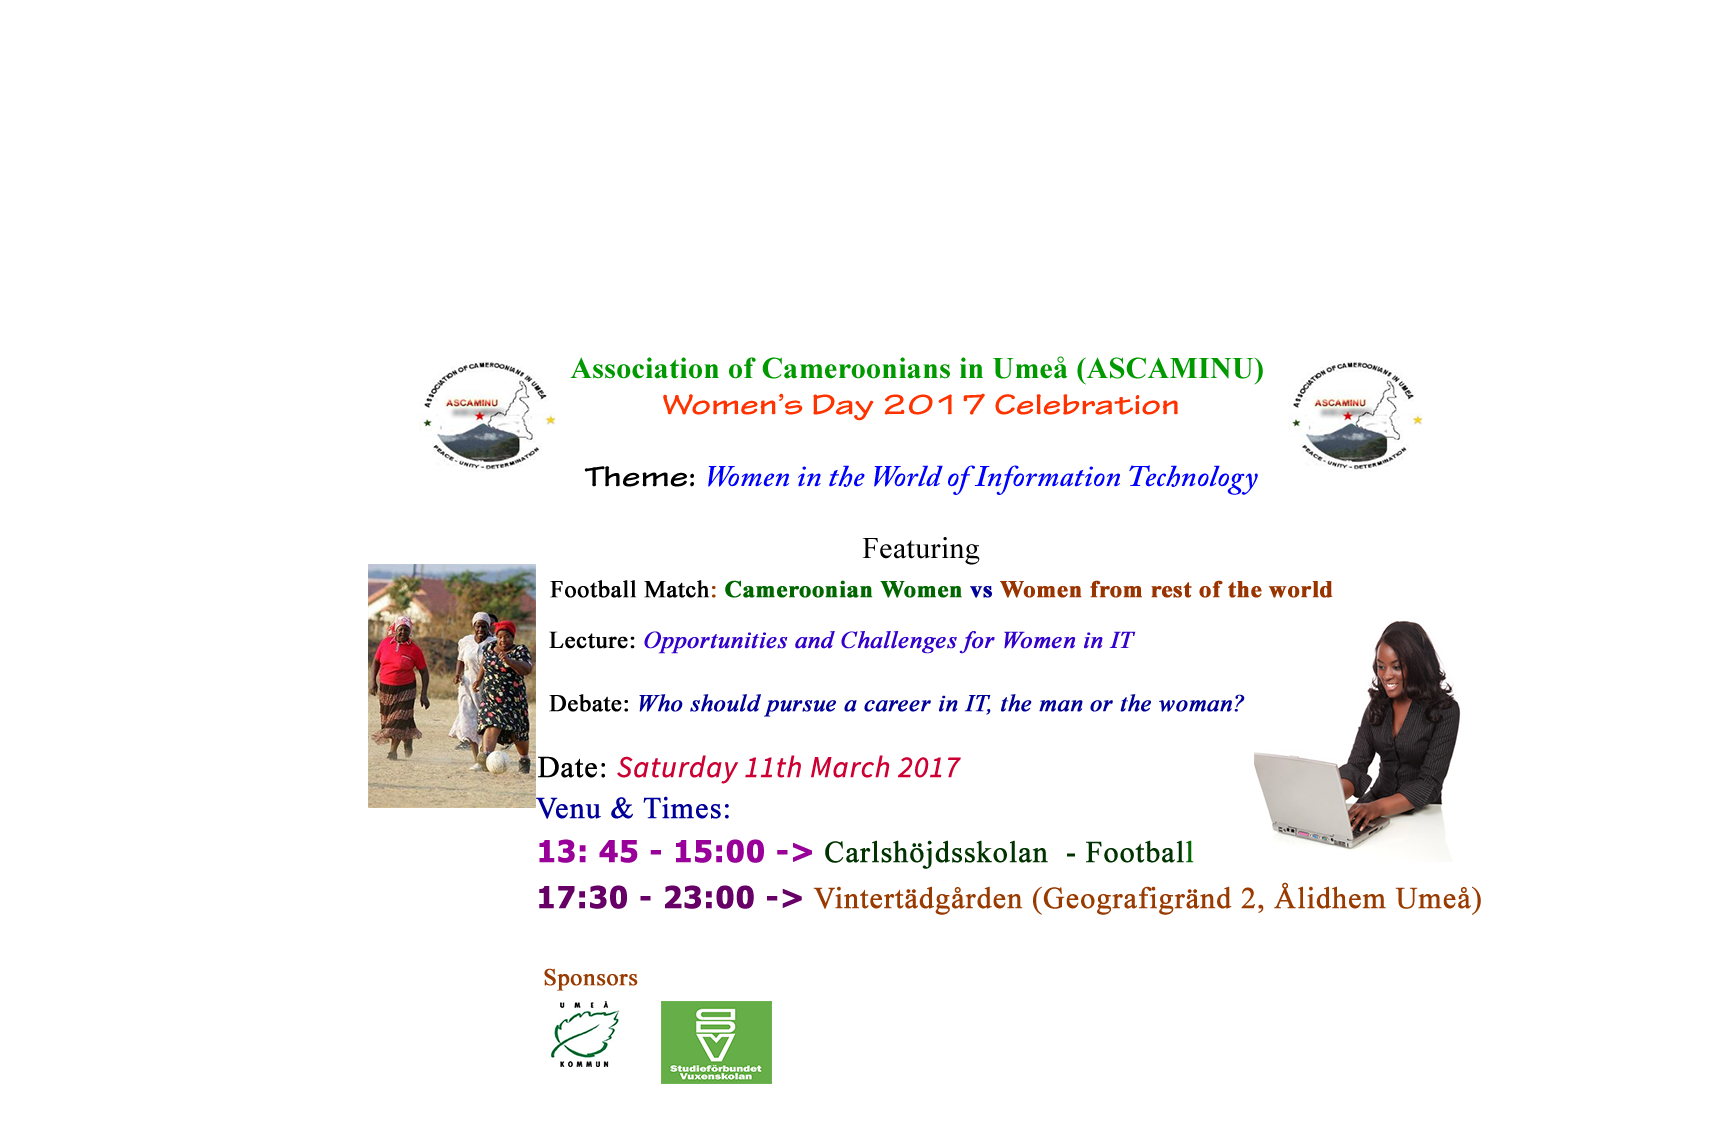 Association of Cameroonians in Umeå (ASCAMINU)
Women's Day 2017 Celebration
ASSOCIATION OF CAMEROONIANS IN UMEA
ASCAMINU
PEACE - UNITY - DETERMINATION
ASSOCIATION OF CAMEROONIANS IN UMEA
ASCAMINU
PEACE - UNITY - DETERMINATION
Theme: Women in the World of Information Technology
Featuring
Football Match: Cameroonian Women vs Women from rest of the world
Lecture: Opportunities and Challenges for Women in IT
Debate: Who should pursue a career in IT, the man or the woman?
Date: Saturday 11th March 2017
Venu & Times:
13: 45 - 15:00 -> Carlshöjdsskolan - Football
17:30 - 23:00 -> Vintertädgården (Geografigränd 2, Ålidhem Umeå)
Sponsors
UMEÅ
KOMMUN
SV
Studieförbundet
Vuxenskolan